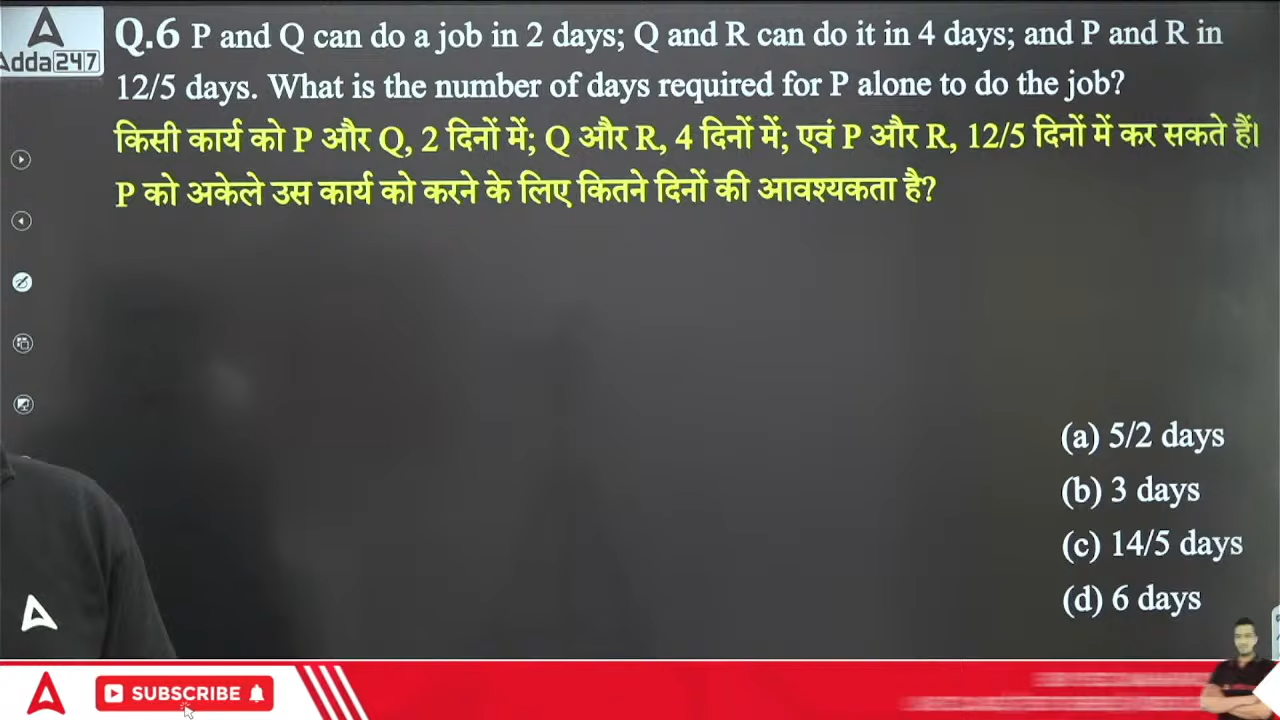 Adda247
Q.6 P and Q can do a job in 2 days; Q and R can do it in 4 days; and P and R in
12/5 days. What is the number of days required for P alone to do the job?
किसी कार्य को P और Q, 2 दिनों में; Q और R, 4 दिनों में; एवं P और R, 12/5 दिनों में कर सकते हैं।
P को अकेले उस कार्य को करने के लिए कितने दिनों की आवश्यकता है?
(a) 5/2 days
(b) 3 days
(c) 14/5 days
(d) 6 days
SUBSCRIBE